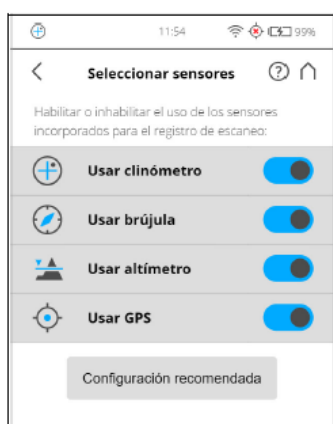 11:54 99%
Seleccionar sensores
Habilitar o inhabilitar el uso de los sensores
incorporados para el registro de escaneo:
Usar clinómetro
Usar brújula
Usar altímetro
Usar GPS
Configuración recomendada